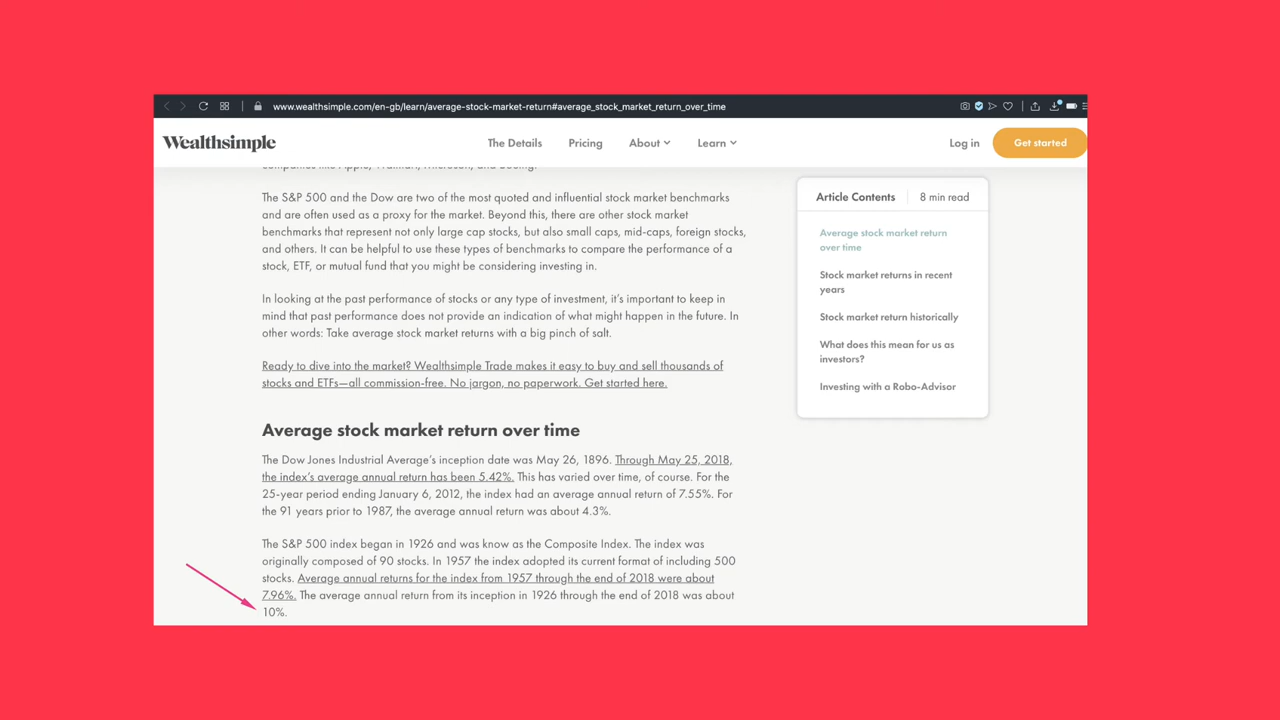 www.wealthsimple.com/en-gb/learn/average-stock-market-return#average_stock_market_return_over_time
Wealthsimple
The Details
Pricing
About
Learn
Log in
Get started
The S&P 500 and the Dow are two of the most quoted and influential stock market benchmarks
and are often used as a proxy for the market. Beyond this, there are other stock market
benchmarks that represent not only large cap stocks, but also small caps, mid-caps, foreign stocks,
and others. It can be helpful to use these types of benchmarks to compare the performance of a
stock, ETF, or mutual fund that you might be considering investing in.
In looking at the past performance of stocks or any type of investment, it's important to keep in
mind that past performance does not provide an indication of what might happen in the future. In
other words: Take average stock market returns with a big pinch of salt.
Ready to dive into the market? Wealthsimple Trade makes it easy to buy and sell thousands of
stocks and ETFs—all commission-free. No jargon, no paperwork. Get started here.
Average stock market return over time
The Dow Jones Industrial Average's inception date was May 26, 1896. Through May 25, 2018,
the index's average annual return has been 5.42%. This has varied over time, of course. For the
25-year period ending January 6, 2012, the index had an average annual return of 7.55%. For
the 91 years prior to 1987, the average annual return was about 4.3%.
The S&P 500 index began in 1926 and was know as the Composite Index. The index was
originally composed of 90 stocks. In 1957 the index adopted its current format of including 500
stocks. Average annual returns for the index from 1957 through the end of 2018 were about
7.96%. The average annual return from its inception in 1926 through the end of 2018 was about
10%.
Article Contents
8 min read
Average stock market return
over time
Stock market returns in recent
years
Stock market return historically
What does this mean for us as
investors?
Investing with a Robo-Advisor